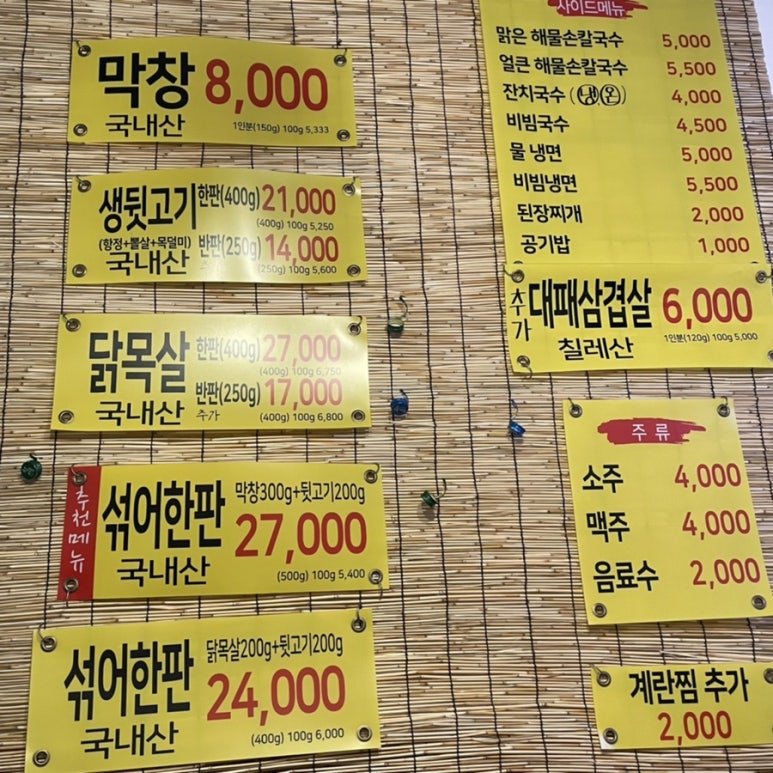 막창 8,000
국내산 1인분(150g) 100g 5,333
생뒷고기 한판(400g) 21,000
(400g) 100g 5,250
(항정+뽈살+목덜미) 반판(250g) 14,000
국내산 추가 (250g) 100g 5,600
닭목살 한판(400g) 27,000
(400g) 100g 6,750
반판(250g) 17,000
국내산 추가 (400g) 100g 6,800
추천메뉴
섞어한판 막창300g+뒷고기200g
27,000
국내산 (500g) 100g 5,400
섞어한판 닭목살200g+뒷고기200g
24,000
국내산 (400g) 100g 6,000
사이드메뉴
맑은 해물손칼국수 5,000
얼큰 해물손칼국수 5,500
잔치국수 (냉온) 4,000
비빔국수 4,500
물 냉면 5,000
비빔냉면 5,500
된장찌개 2,000
공기밥 1,000
추가 대패삼겹살 6,000
칠레산 1인분(120g) 100g 5,000
주 류
소주 4,000
맥주 4,000
음료수 2,000
계란찜 추가
2,000